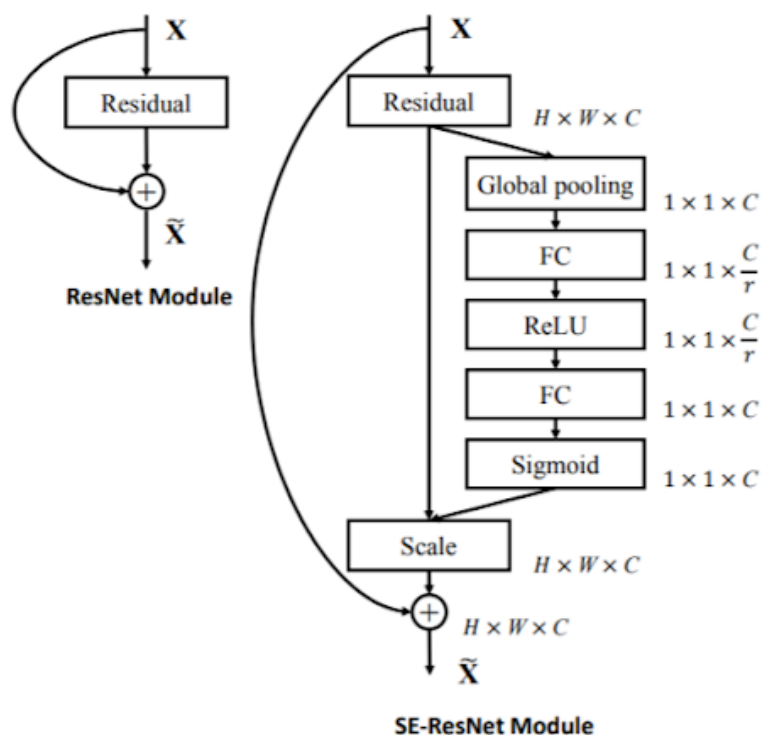 X
Residual
+
X̃
ResNet Module
X
Residual
H × W × C
Global pooling
1 × 1 × C
FC
1 × 1 × C/r
ReLU
1 × 1 × C/r
FC
1 × 1 × C
Sigmoid
1 × 1 × C
Scale
H × W × C
+
H × W × C
X̃
SE-ResNet Module